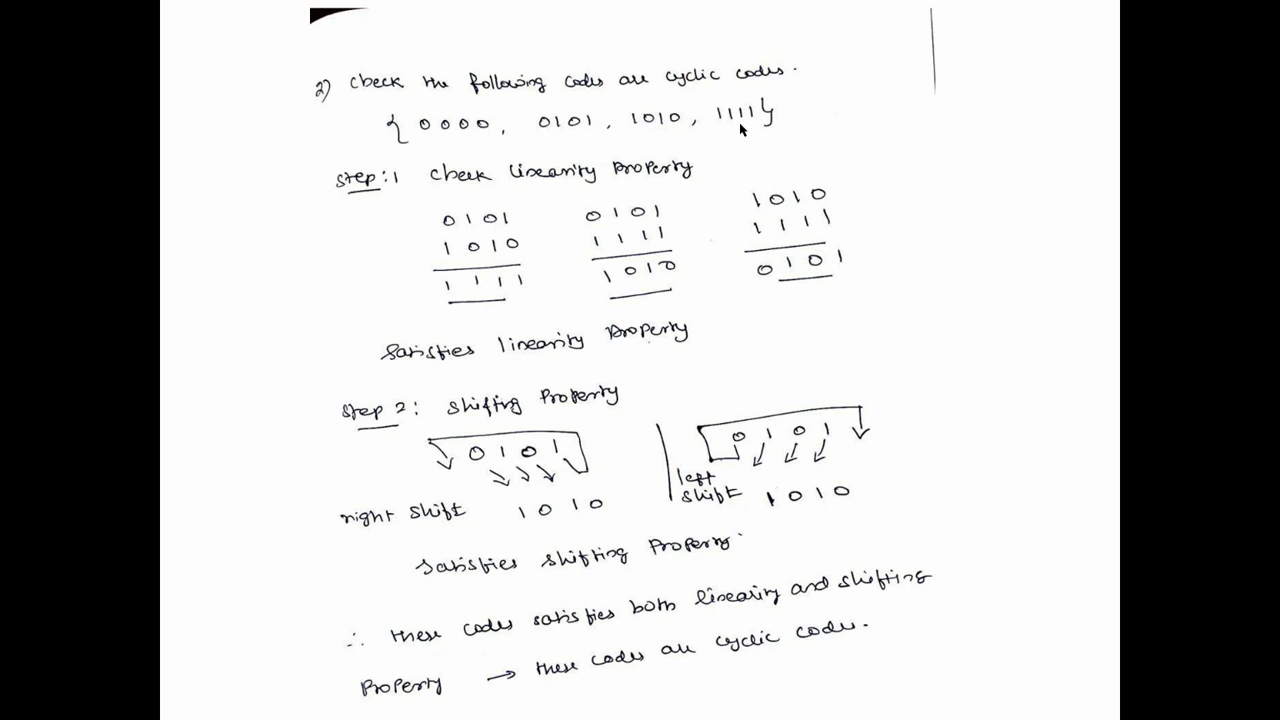 2) Check the following codes are cyclic codes.
{ 0000, 0101, 1010, 1111}
Step:1 Check linearity Property
0101 0101 1010
1010 1111 1111
1111 1010 0101
Satisfies linearity Property
Step 2: Shifting Property
0101 0101
right shift 1010 left shift 1010
Satisfies Shifting Property.
∴ these codes satisfies both linearity and shifting
Property → these codes are cyclic codes.